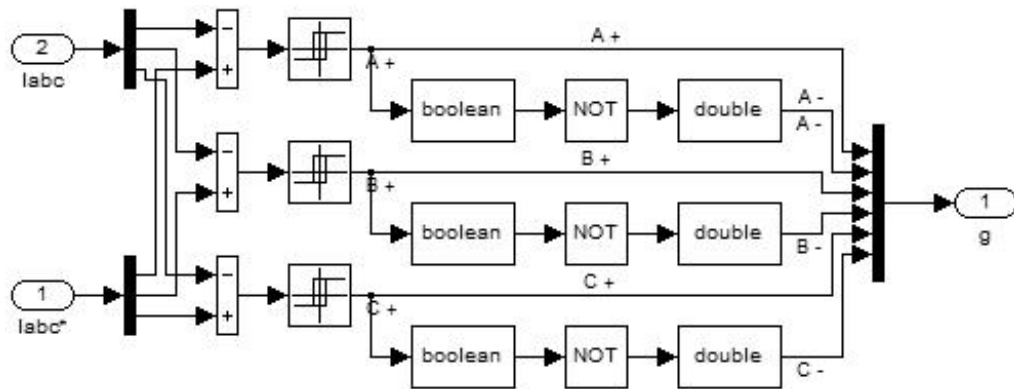 2
Iabc
−
+
A +
A +
boolean
NOT
double
A -
A -
−
+
B +
B +
boolean
NOT
double
B -
1
g
1
Iabc*
−
+
C +
C +
boolean
NOT
double
C -